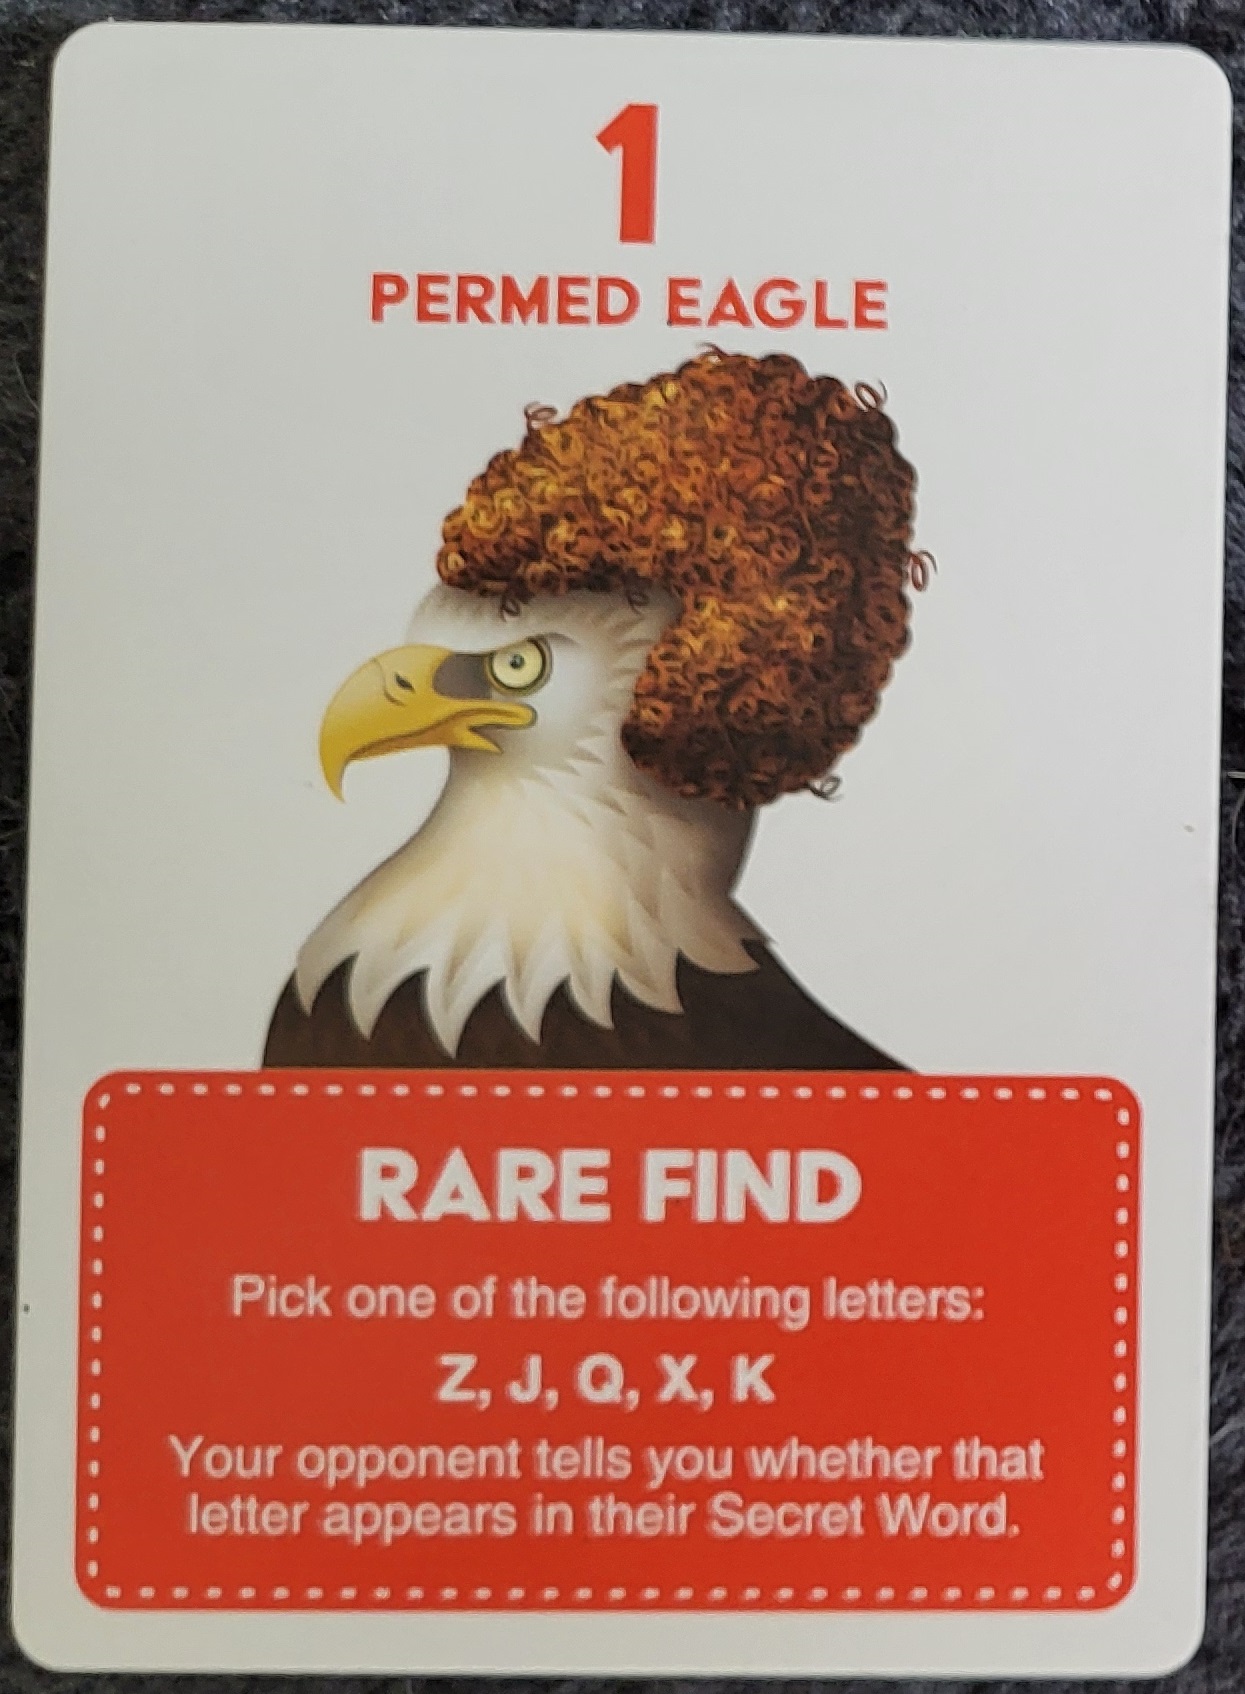 1
PERMED EAGLE
RARE FIND
Pick one of the following letters:
Z, J, Q, X, K
Your opponent tells you whether that
letter appears in their Secret Word.